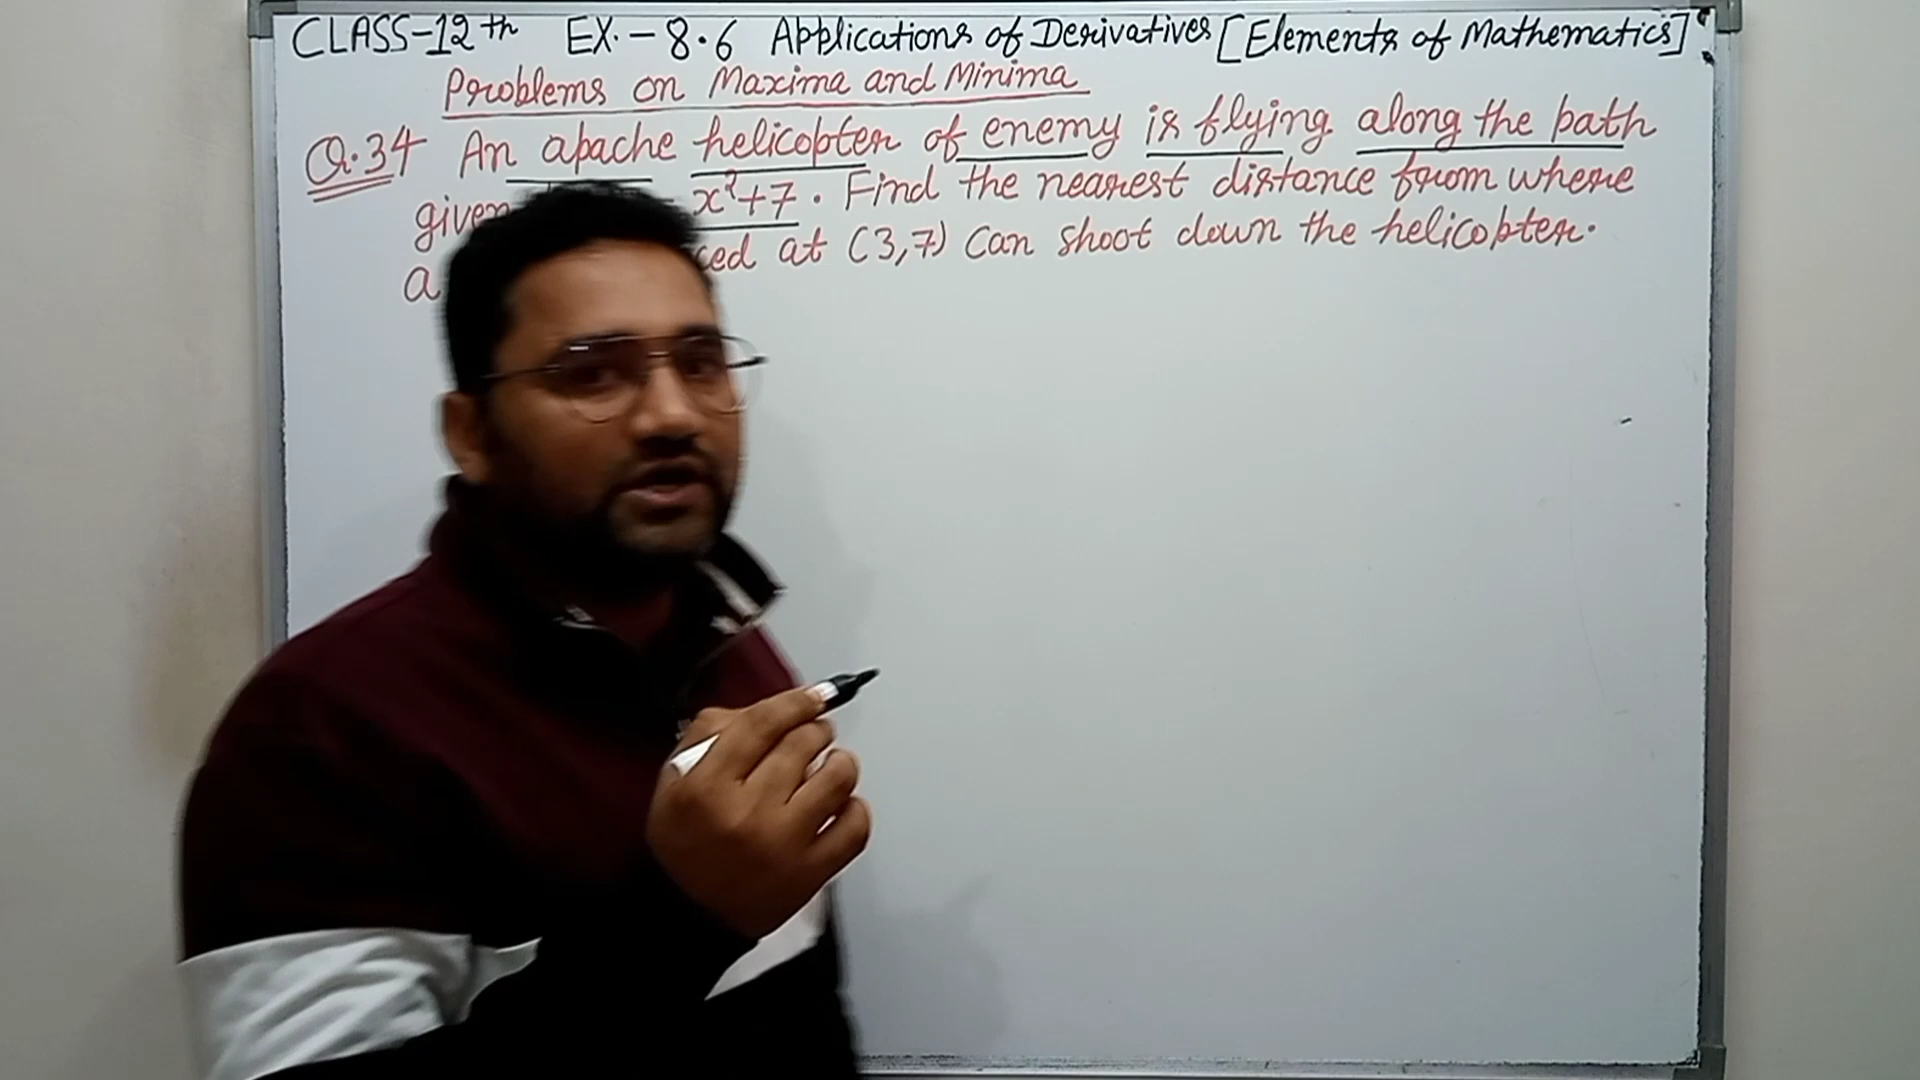 CLASS-12th EX.-8.6 Applications of Derivatives [Elements of Mathematics]
Problems on Maxima and Minima
Q.34 An apache helicopter of enemy is flying along the path
given x²+7. Find the nearest distance from where
a at (3,7) can shoot down the helicopter.